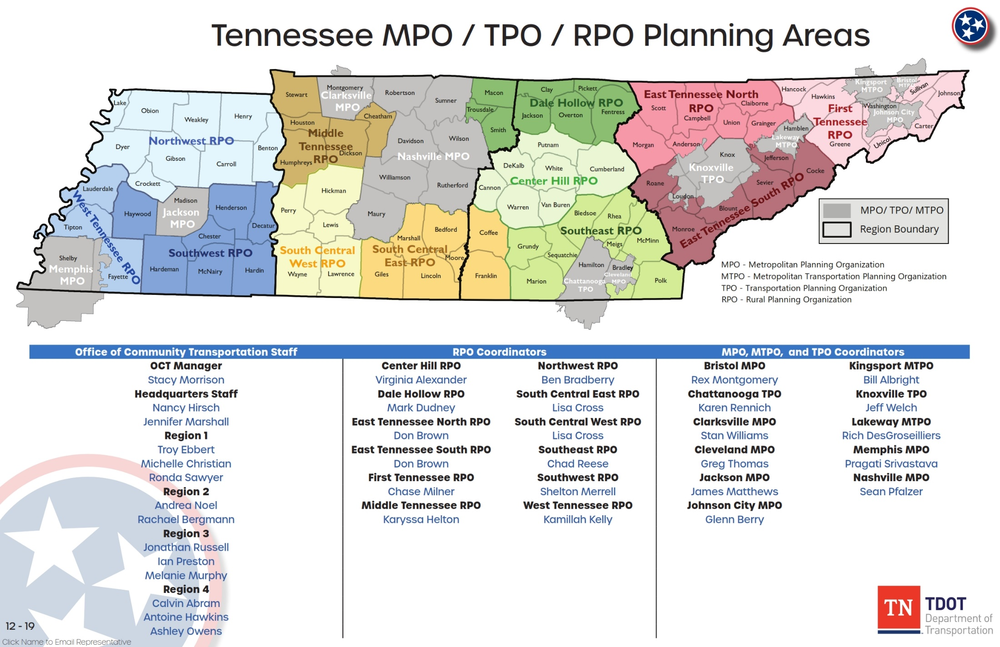 Tennessee MPO / TPO / RPO Planning Areas
Lake
Obion
Weakley
Henry
Northwest RPO
Dyer
Gibson
Carroll
Benton
Crockett
Lauderdale
West Tennessee RPO
Tipton
Haywood
Madison
Jackson
MPO
Henderson
Decatur
Chester
Southwest RPO
Shelby
Memphis
MPO
Fayette
Hardeman
McNairy
Hardin
Stewart
Montgomery
Clarksville
MPO
Robertson
Sumner
Houston
Cheatham
Middle
Tennessee
RPO
Dickson
Humphreys
Davidson
Wilson
Nashville MPO
Williamson
Rutherford
Maury
Hickman
Perry
Lewis
South Central
West RPO
Wayne
Lawrence
Marshall
Bedford
South Central
East RPO
Moore
Giles
Lincoln
Coffee
Franklin
Macon
Trousdale
Smith
Clay
Pickett
Dale Hollow RPO
Jackson
Overton
Fentress
Putnam
DeKalb
White
Cumberland
Center Hill RPO
Cannon
Warren
Van Buren
Bledsoe
Rhea
Southeast RPO
Grundy
Sequatchie
Meigs
McMinn
Hamilton
Bradley
Cleveland
MPO
Chattanooga
TPO
Marion
Polk
East Tennessee North
RPO
Scott
Campbell
Claiborne
Union
Grainger
Morgan
Anderson
Hamblen
Lakeway
MTPO
Knox
Knoxville
TPO
Jefferson
Cocke
Roane
Sevier
Loudon
Blount
Monroe
East Tennessee South RPO
Hancock
Hawkins
Kingsport
MTPO
Bristol
MTPO
Sullivan
Johnson
First
Tennessee
RPO
Washington
Johnson City
MPO
Carter
Greene
Unicoi
MPO/ TPO/ MTPO
Region Boundary
MPO - Metropolitan Planning Organization
MTPO - Metropolitan Transportation Planning Organization
TPO - Transportation Planning Organization
RPO - Rural Planning Organization
Office of Community Transportation Staff
OCT Manager
Stacy Morrison
Headquarters Staff
Nancy Hirsch
Jennifer Marshall
Region 1
Troy Ebbert
Michelle Christian
Ronda Sawyer
Region 2
Andrea Noel
Rachael Bergmann
Region 3
Jonathan Russell
Ian Preston
Melanie Murphy
Region 4
Calvin Abram
Antoine Hawkins
Ashley Owens
RPO Coordinators
Center Hill RPO
Virginia Alexander
Dale Hollow RPO
Mark Dudney
East Tennessee North RPO
Don Brown
East Tennessee South RPO
Don Brown
First Tennessee RPO
Chase Milner
Middle Tennessee RPO
Karyssa Helton
Northwest RPO
Ben Bradberry
South Central East RPO
Lisa Cross
South Central West RPO
Lisa Cross
Southeast RPO
Chad Reese
Southwest RPO
Shelton Merrell
West Tennessee RPO
Kamillah Kelly
MPO, MTPO, and TPO Coordinators
Bristol MPO
Rex Montgomery
Chattanooga TPO
Karen Rennich
Clarksville MPO
Stan Williams
Cleveland MPO
Greg Thomas
Jackson MPO
James Matthews
Johnson City MPO
Glenn Berry
Kingsport MTPO
Bill Albright
Knoxville TPO
Jeff Welch
Lakeway MTPO
Rich DesGroseilliers
Memphis MPO
Pragati Srivastava
Nashville MPO
Sean Pfalzer
12 - 19
Click Name to Email Representative
TN
TDOT
Department of
Transportation